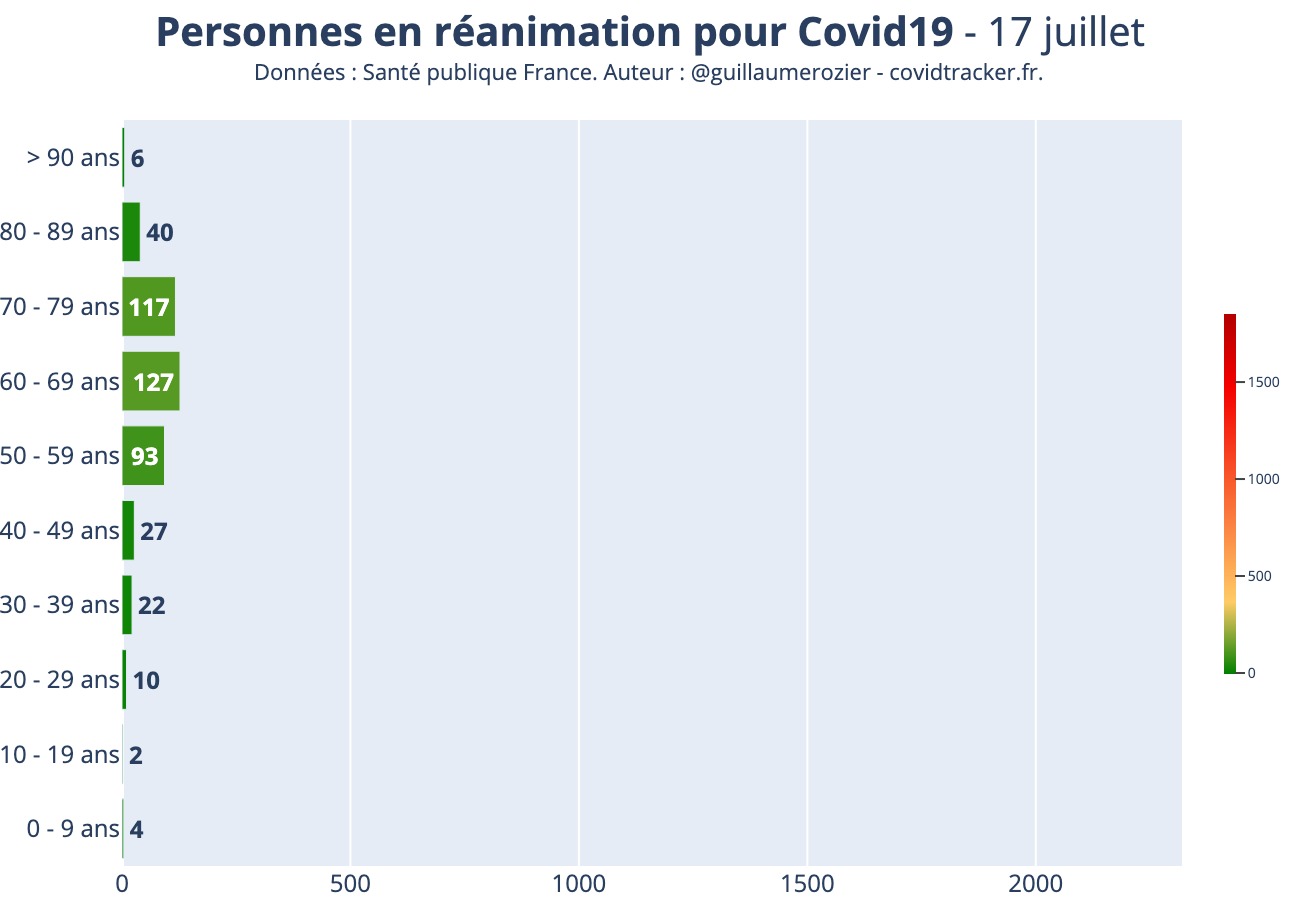 Personnes en réanimation pour Covid19 - 17 juillet
Données : Santé publique France. Auteur : @guillaumerozier - covidtracker.fr.
> 90 ans 6
80 - 89 ans 40
70 - 79 ans 117
60 - 69 ans 127
50 - 59 ans 93
40 - 49 ans 27
30 - 39 ans 22
20 - 29 ans 10
10 - 19 ans 2
0 - 9 ans 4
0 500 1000 1500 2000
1500
1000
500
0